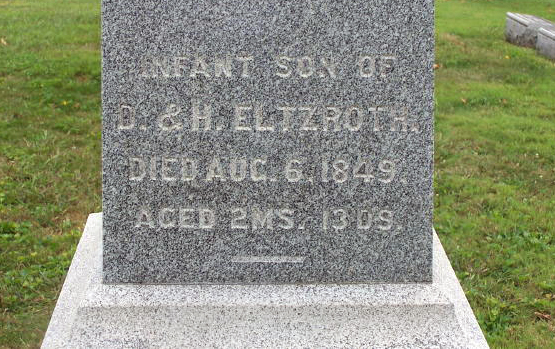 INFANT SON OF
D. & H. ELTZROTH.
DIED AUG. 6. 1849.
AGED 2MS. 13DS.